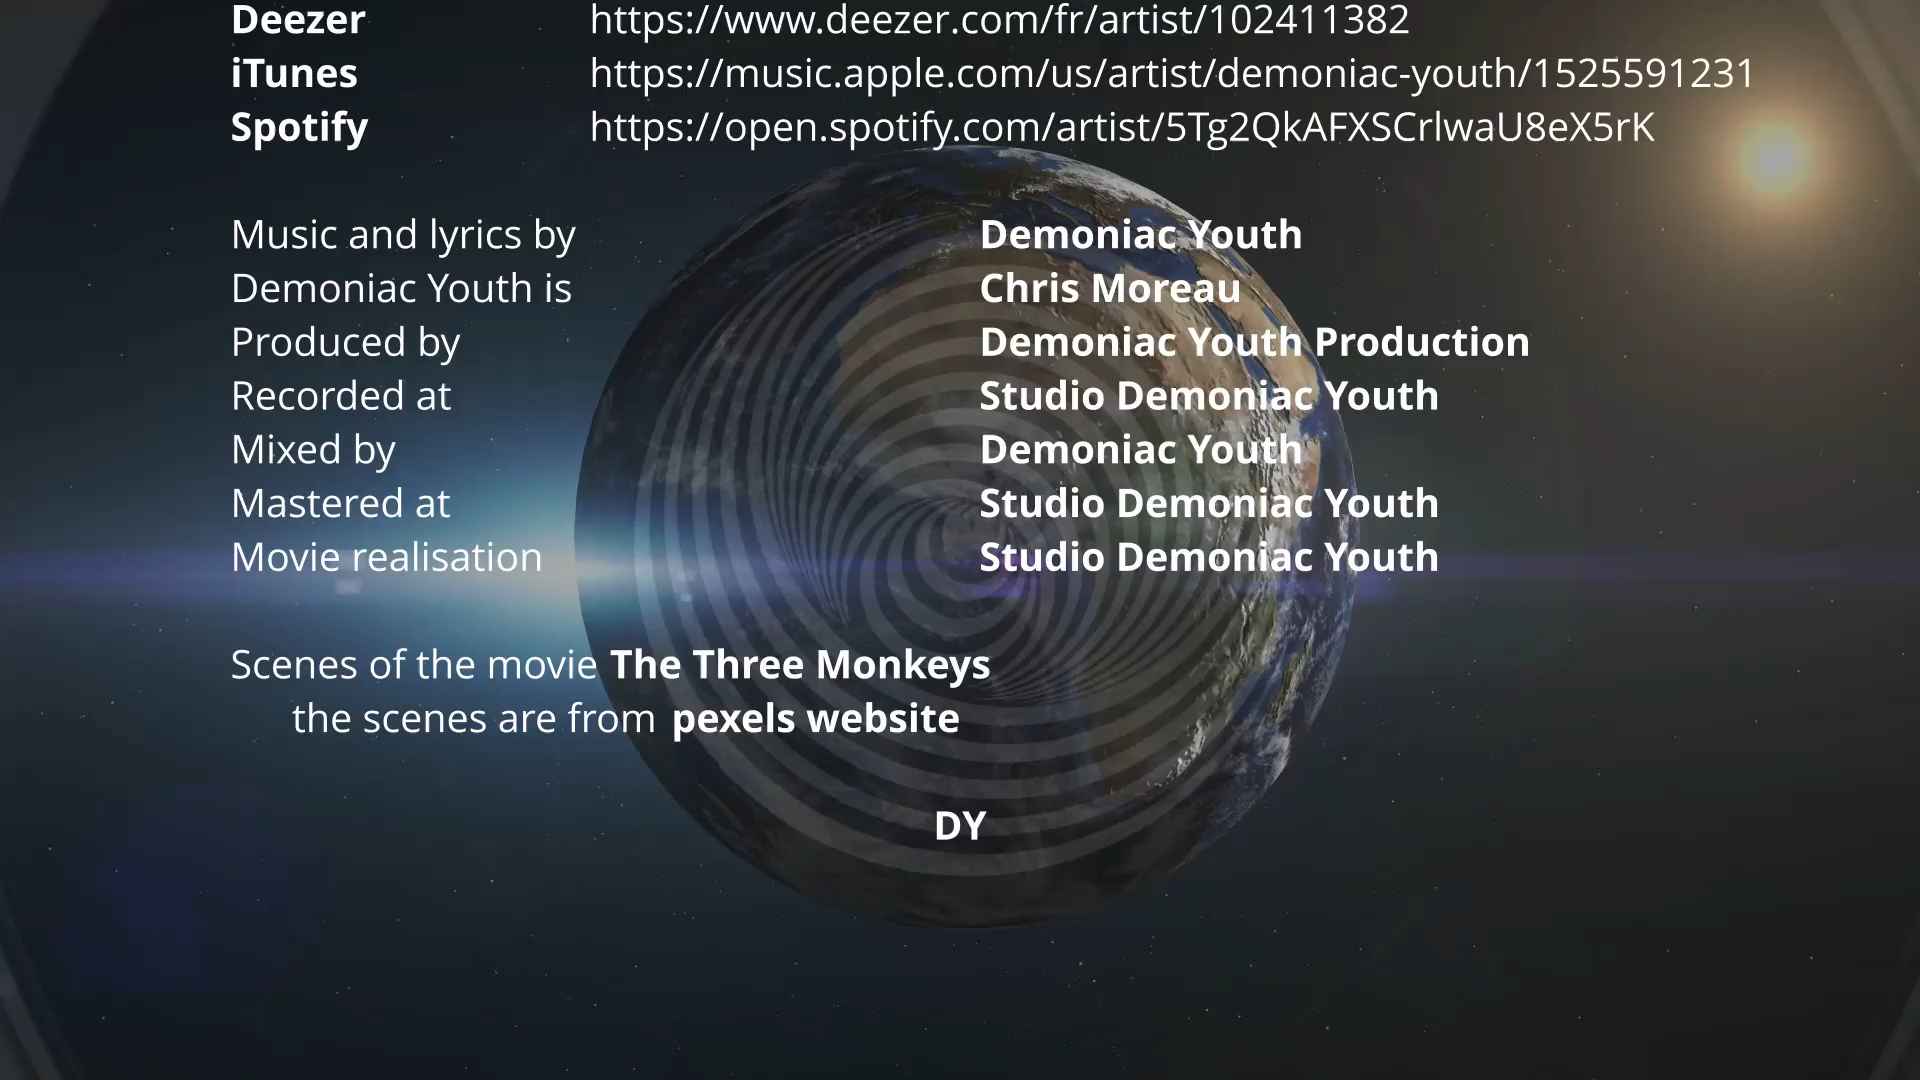 Deezer https://www.deezer.com/fr/artist/102411382
iTunes https://music.apple.com/us/artist/demoniac-youth/1525591231
Spotify https://open.spotify.com/artist/5Tg2QkAFXSCrlwaU8eX5rK
Music and lyrics by Demoniac Youth
Demoniac Youth is Chris Moreau
Produced by Demoniac Youth Production
Recorded at Studio Demoniac Youth
Mixed by Demoniac Youth
Mastered at Studio Demoniac Youth
Movie realisation Studio Demoniac Youth
Scenes of the movie The Three Monkeys
the scenes are from pexels website
DY